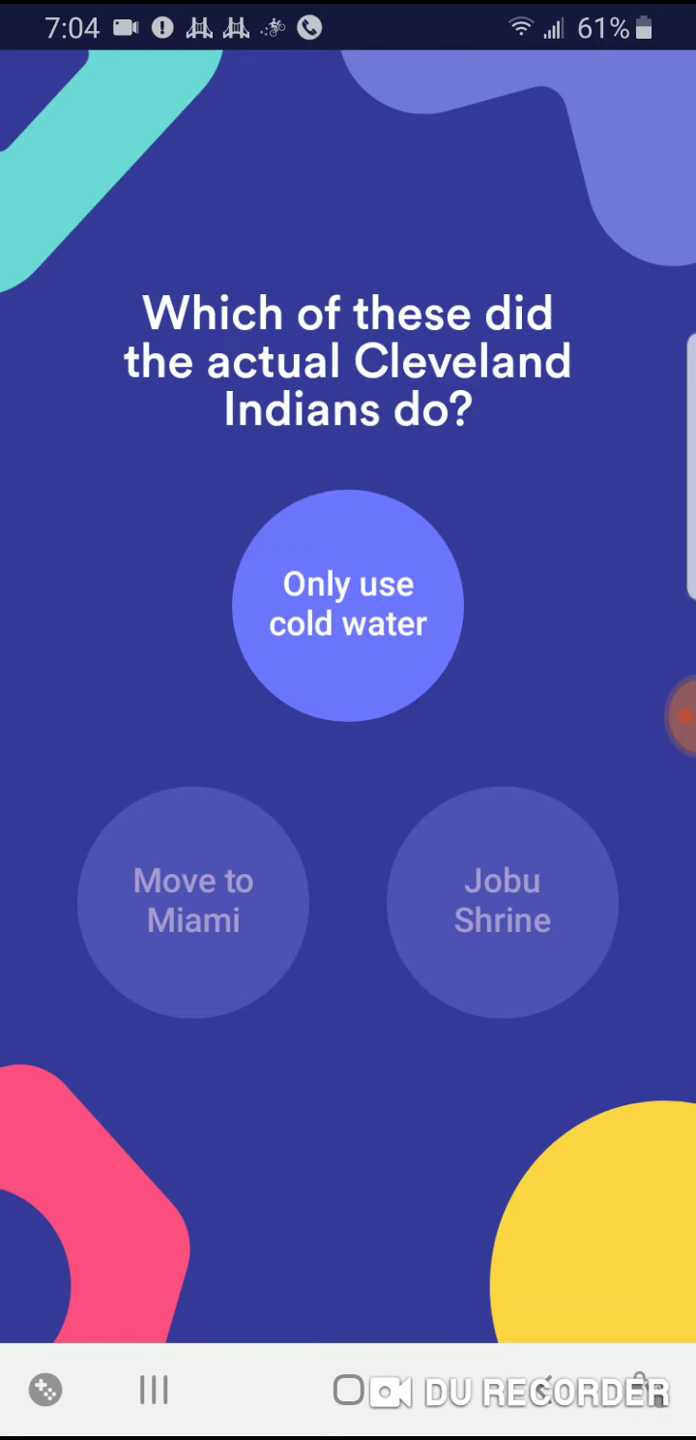 7:04
61%
Which of these did
the actual Cleveland
Indians do?
Only use
cold water
Move to
Miami
Jobu
Shrine
DU RECORDER